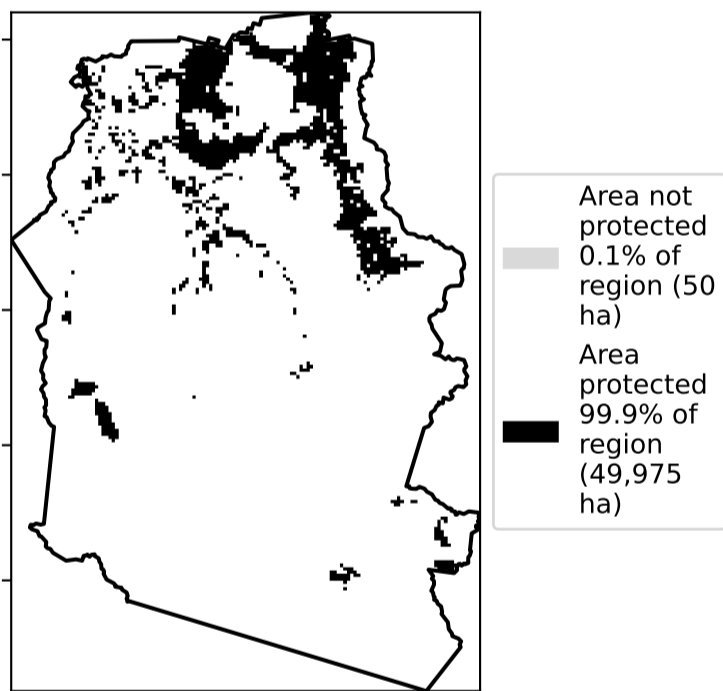 Area not
protected
0.1% of
region (50
ha)
Area
protected
99.9% of
region
(49,975
ha)